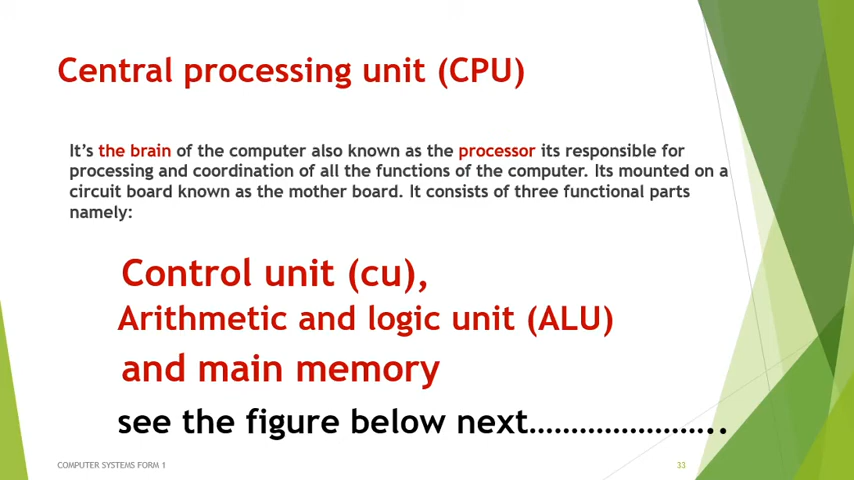 Central processing unit (CPU)
It’s the brain of the computer also known as the processor its responsible for
processing and coordination of all the functions of the computer. Its mounted on a
circuit board known as the mother board. It consists of three functional parts
namely:
Control unit (cu),
Arithmetic and logic unit (ALU)
and main memory
see the figure below next…………………..
COMPUTER SYSTEMS FORM 1
33